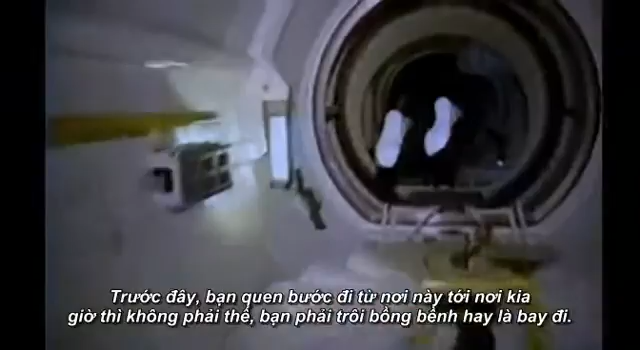 Trước đây, bạn quen bước đi từ nơi này tới nơi kia
giờ thì không phải thế, bạn phải trôi bồng bềnh hay là bay đi.